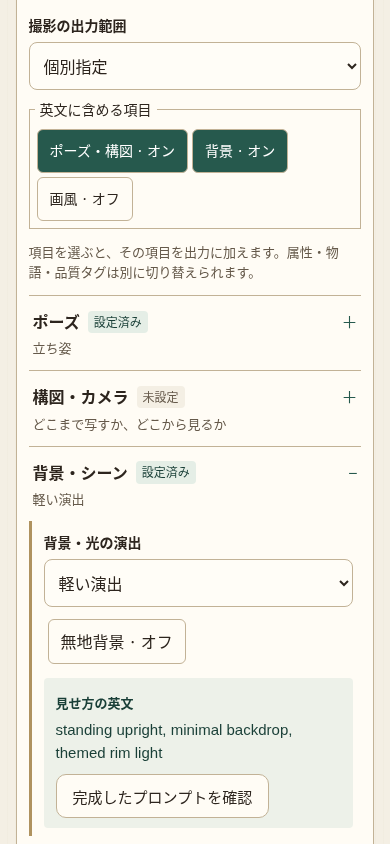 撮影の出力範囲
個別指定
英文に含める項目
ポーズ・構図・オン
背景・オン
画風・オフ
項目を選ぶと、その項目を出力に加えます。属性・物
語・品質タグは別に切り替えられます。
ポーズ 設定済み +
立ち姿
構図・カメラ 未設定 +
どこまで写すか、どこから見るか
背景・シーン 設定済み −
軽い演出
背景・光の演出
軽い演出
無地背景・オフ
見せ方の英文
standing upright, minimal backdrop,
themed rim light
完成したプロンプトを確認